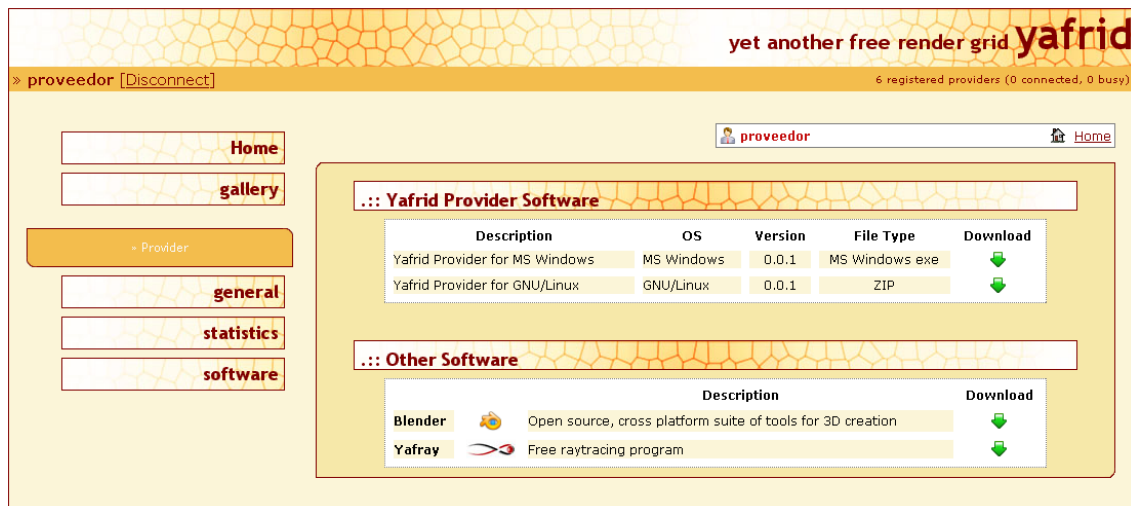 yet another free render grid yafrid
» proveedor [Disconnect]
6 registered providers (0 connected, 0 busy)
proveedor
Home
Home
gallery
» Provider
general
statistics
software
.:: Yafrid Provider Software
Description OS Version File Type Download
Yafrid Provider for MS Windows MS Windows 0.0.1 MS Windows exe
Yafrid Provider for GNU/Linux GNU/Linux 0.0.1 ZIP
.:: Other Software
Description Download
Blender Open source, cross platform suite of tools for 3D creation
Yafray Free raytracing program